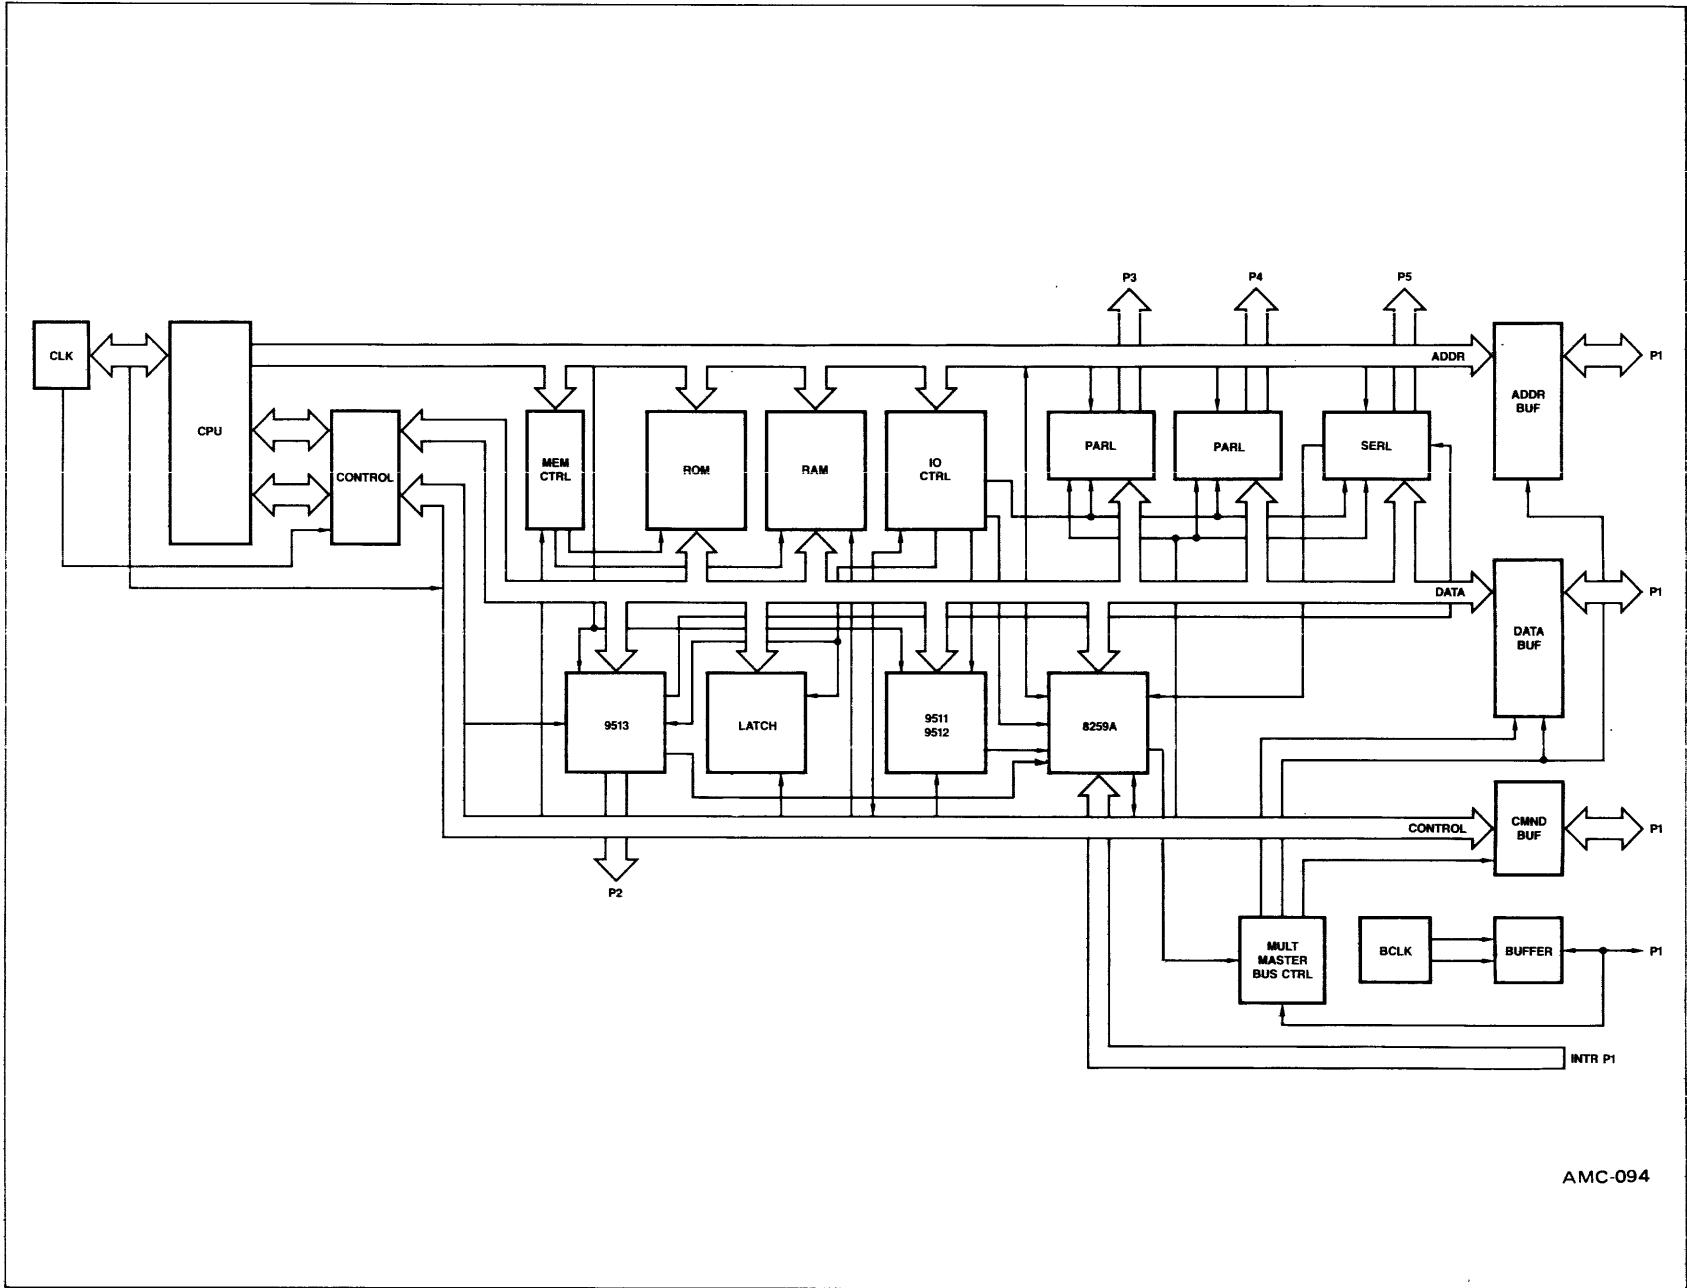 P3
P4
P5
CLK
CPU
CONTROL
ADDR
ADDR
BUF
P1
MEM
CTRL
ROM
RAM
IO
CTRL
PARL
PARL
SERL
DATA
DATA
BUF
P1
9513
LATCH
9511
9512
8259A
CONTROL
CMND
BUF
P1
P2
MULT
MASTER
BUS CTRL
BCLK
BUFFER
P1
INTR P1
AMC-094